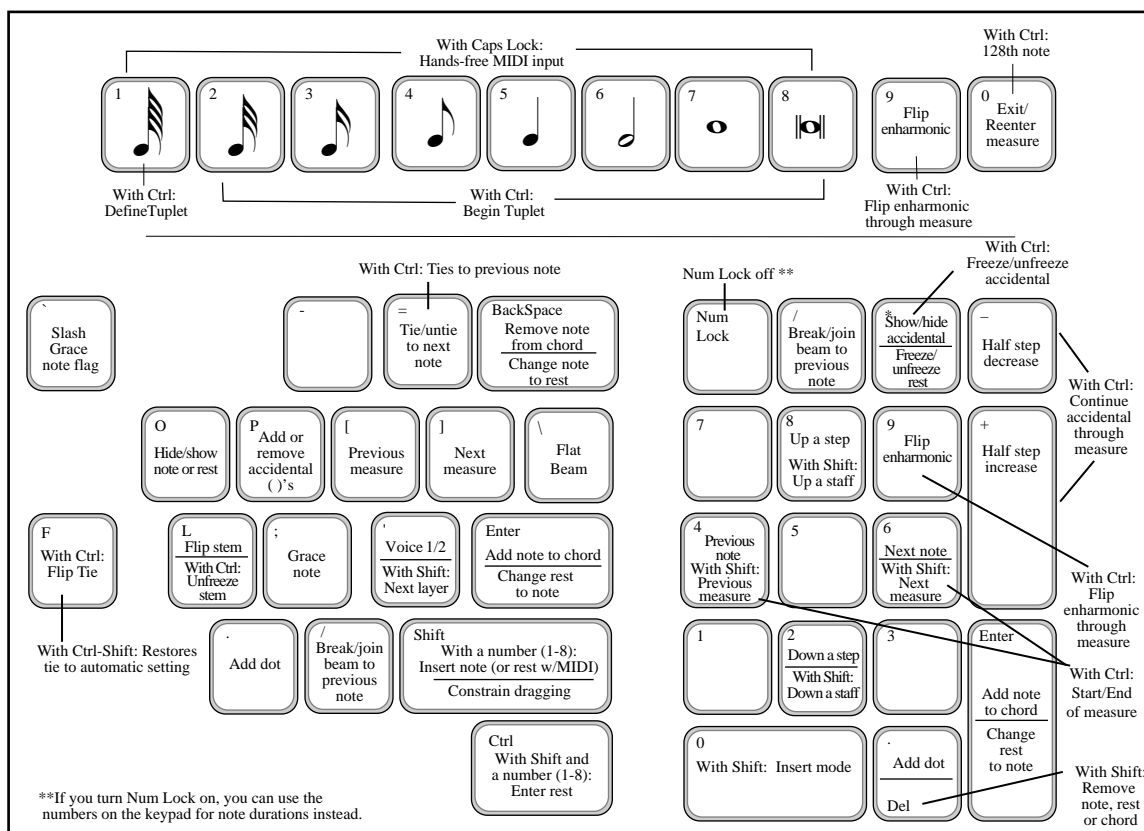 With Caps Lock:
Hands-free MIDI input
With Ctrl:
128th note
1
2
3
4
5
6
7
8
9
Flip
enharmonic
0
Exit/
Reenter
measure
With Ctrl:
DefineTuplet
With Ctrl:
Begin Tuplet
With Ctrl:
Flip enharmonic
through measure
With Ctrl: Ties to previous note
`
Slash
Grace
note flag
-
=
Tie/untie
to next
note
BackSpace
Remove note
from chord
Change note
to rest
O
Hide/show
note or rest
P
Add or
remove
accidental
( )'s
[
Previous
measure
]
Next
measure
\
Flat
Beam
F
With Ctrl:
Flip Tie
L
Flip stem
With Ctrl:
Unfreeze
stem
;
Grace
note
'
Voice 1/2
With Shift:
Next layer
Enter
Add note to chord
Change rest
to note
With Ctrl-Shift: Restores
tie to automatic setting
.
Add dot
/
Break/join
beam to
previous
note
Shift
With a number (1-8):
Insert note (or rest w/MIDI)
Constrain dragging
Ctrl
With Shift and
a number (1-8):
Enter rest
**If you turn Num Lock on, you can use the
numbers on the keypad for note durations instead.
Num Lock off **
With Ctrl:
Freeze/unfreeze
accidental
Num
Lock
/
Break/join
beam to
previous
note
*
Show/hide
accidental
Freeze/
unfreeze
rest
–
Half step
decrease
With Ctrl:
Continue
accidental
through
measure
7
8
Up a step
With Shift:
Up a staff
9
Flip
enharmonic
+
Half step
increase
4
Previous
note
With Shift:
Previous
measure
5
6
Next note
With Shift:
Next
measure
With Ctrl:
Flip
enharmonic
through
measure
1
2
Down a step
With Shift:
Down a staff
3
Enter
Add note
to chord
Change
rest
to note
With Ctrl:
Start/End
of measure
0
With Shift: Insert mode
.
Add dot
Del
With Shift:
Remove
note, rest
or chord